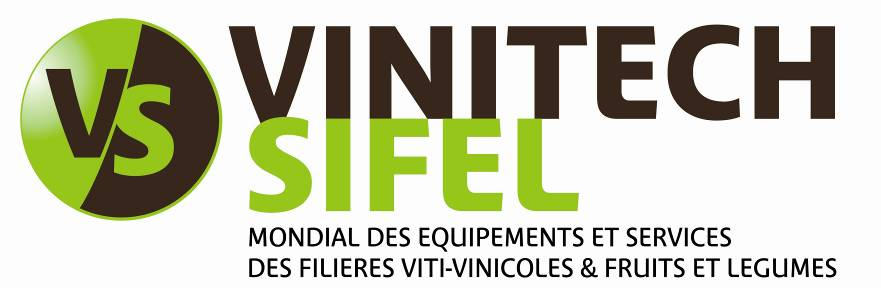 VS
VINITECH
SIFEL
MONDIAL DES EQUIPEMENTS ET SERVICES
DES FILIERES VITI-VINICOLES & FRUITS ET LEGUMES